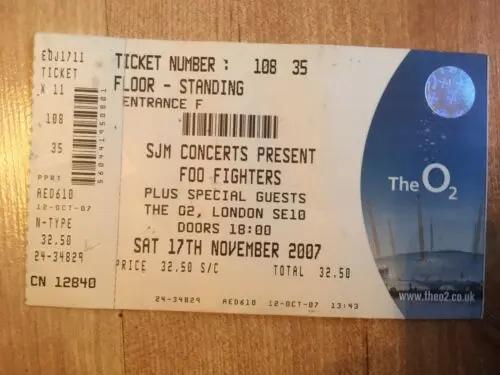 EDJ1711
TICKET
X 11
108
35
5604419450801
PPRT
AED610
12-OCT-07
N-TYPE
32.50
24-34829
CN 12840
TICKET NUMBER : 108 35
FLOOR - STANDING
ENTRANCE F
SJM CONCERTS PRESENT
FOO FIGHTERS
PLUS SPECIAL GUESTS
THE O2, LONDON SE10
DOORS 18:00
SAT 17TH NOVEMBER 2007
PRICE 32.50 S/C TOTAL 32.50
24-34829 AED610 12-OCT-07 13:43
The O2
www.theo2.co.uk